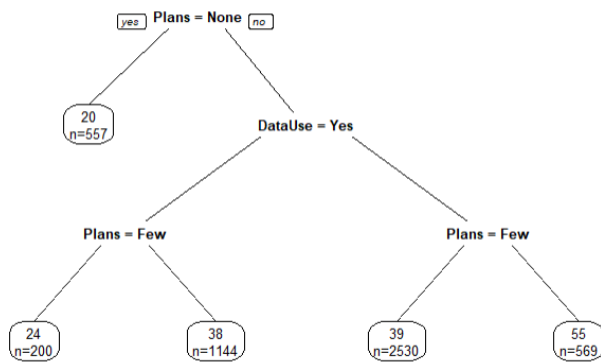 yes Plans = None no
20
n=557
DataUse = Yes
Plans = Few
Plans = Few
24
n=200
38
n=1144
39
n=2530
55
n=569